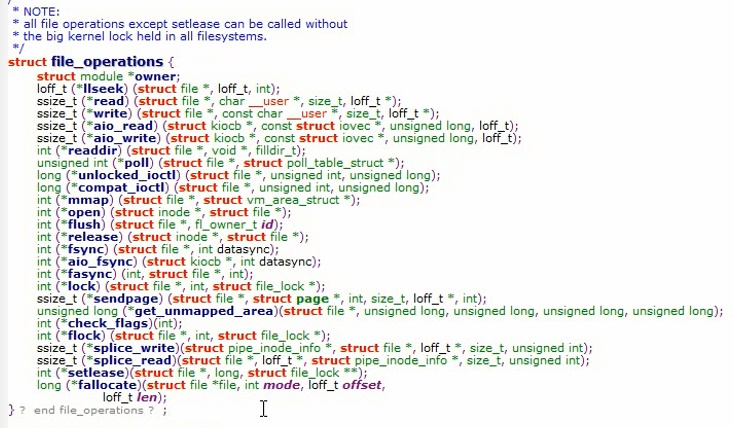 * NOTE:
* all file operations except setlease can be called without
* the big kernel lock held in all filesystems.
*/
struct file_operations {
struct module *owner;
loff_t (*llseek) (struct file *, loff_t, int);
ssize_t (*read) (struct file *, char __user *, size_t, loff_t *);
ssize_t (*write) (struct file *, const char __user *, size_t, loff_t *);
ssize_t (*aio_read) (struct kiocb *, const struct iovec *, unsigned long, loff_t);
ssize_t (*aio_write) (struct kiocb *, const struct iovec *, unsigned long, loff_t);
int (*readdir) (struct file *, void *, filldir_t);
unsigned int (*poll) (struct file *, struct poll_table_struct *);
long (*unlocked_ioctl) (struct file *, unsigned int, unsigned long);
long (*compat_ioctl) (struct file *, unsigned int, unsigned long);
int (*mmap) (struct file *, struct vm_area_struct *);
int (*open) (struct inode *, struct file *);
int (*flush) (struct file *, fl_owner_t id);
int (*release) (struct inode *, struct file *);
int (*fsync) (struct file *, int datasync);
int (*aio_fsync) (struct kiocb *, int datasync);
int (*fasync) (int, struct file *, int);
int (*lock) (struct file *, int, struct file_lock *);
ssize_t (*sendpage) (struct file *, struct page *, int, size_t, loff_t *, int);
unsigned long (*get_unmapped_area)(struct file *, unsigned long, unsigned long, unsigned long, unsigned long);
int (*check_flags)(int);
int (*flock) (struct file *, int, struct file_lock *);
ssize_t (*splice_write)(struct pipe_inode_info *, struct file *, loff_t *, size_t, unsigned int);
ssize_t (*splice_read)(struct file *, loff_t *, struct pipe_inode_info *, size_t, unsigned int);
int (*setlease)(struct file *, long, struct file_lock **);
long (*fallocate)(struct file *file, int mode, loff_t offset,
loff_t len);
} ? end file_operations ? ;